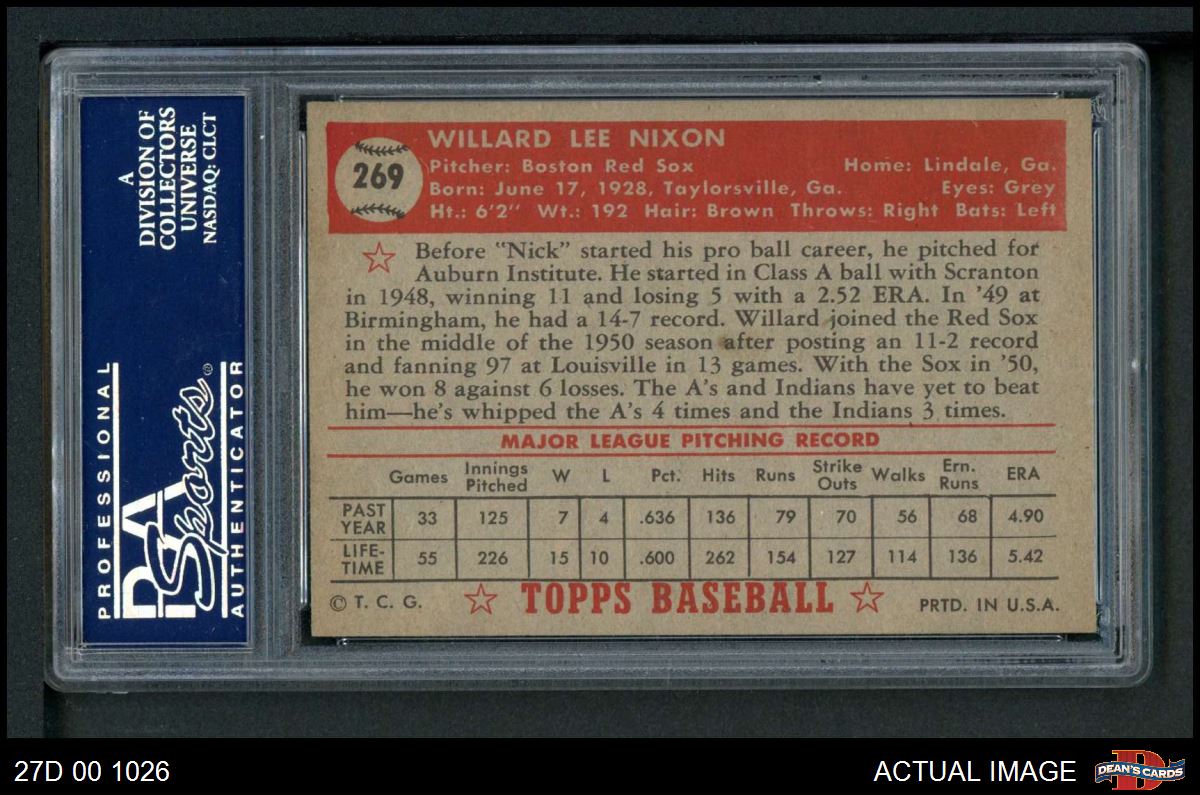 A
DIVISION OF
COLLECTORS
UNIVERSE
NASDAQ: CLCT
PROFESSIONAL
PSA
Sports®
AUTHENTICATOR
269
WILLARD LEE NIXON
Pitcher: Boston Red Sox Home: Lindale, Ga.
Born: June 17, 1928, Taylorsville, Ga. Eyes: Grey
Ht.: 6'2" Wt.: 192 Hair: Brown Throws: Right Bats: Left
Before "Nick" started his pro ball career, he pitched for
Auburn Institute. He started in Class A ball with Scranton
in 1948, winning 11 and losing 5 with a 2.52 ERA. In '49 at
Birmingham, he had a 14-7 record. Willard joined the Red Sox
in the middle of the 1950 season after posting an 11-2 record
and fanning 97 at Louisville in 13 games. With the Sox in '50,
he won 8 against 6 losses. The A's and Indians have yet to beat
him—he's whipped the A's 4 times and the Indians 3 times.
MAJOR LEAGUE PITCHING RECORD
Games Innings Pitched W L Pct. Hits Runs Strike Outs Walks Ern. Runs ERA
PAST YEAR 33 125 7 4 .636 136 79 70 56 68 4.90
LIFE-TIME 55 226 15 10 .600 262 154 127 114 136 5.42
© T. C. G. TOPPS BASEBALL PRTD. IN U.S.A.
27D 00 1026 ACTUAL IMAGE D DEAN'S CARDS